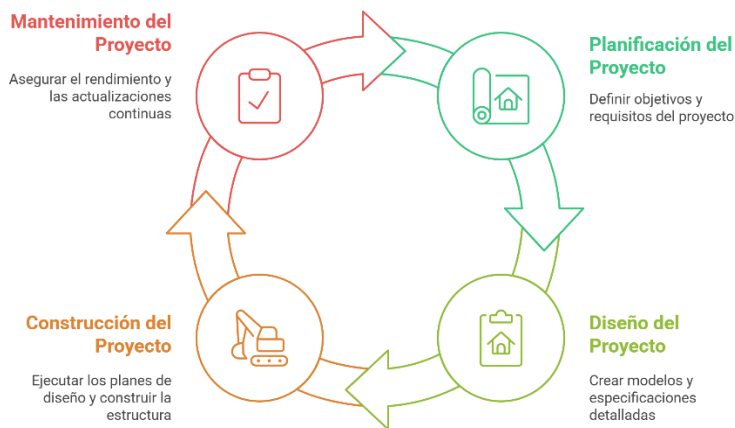 Mantenimiento del
Proyecto
Asegurar el rendimiento y
las actualizaciones
continuas
Planificación del
Proyecto
Definir objetivos y
requisitos del proyecto
Construcción del
Proyecto
Ejecutar los planes de
diseño y construir la
estructura
Diseño del
Proyecto
Crear modelos y
especificaciones
detalladas